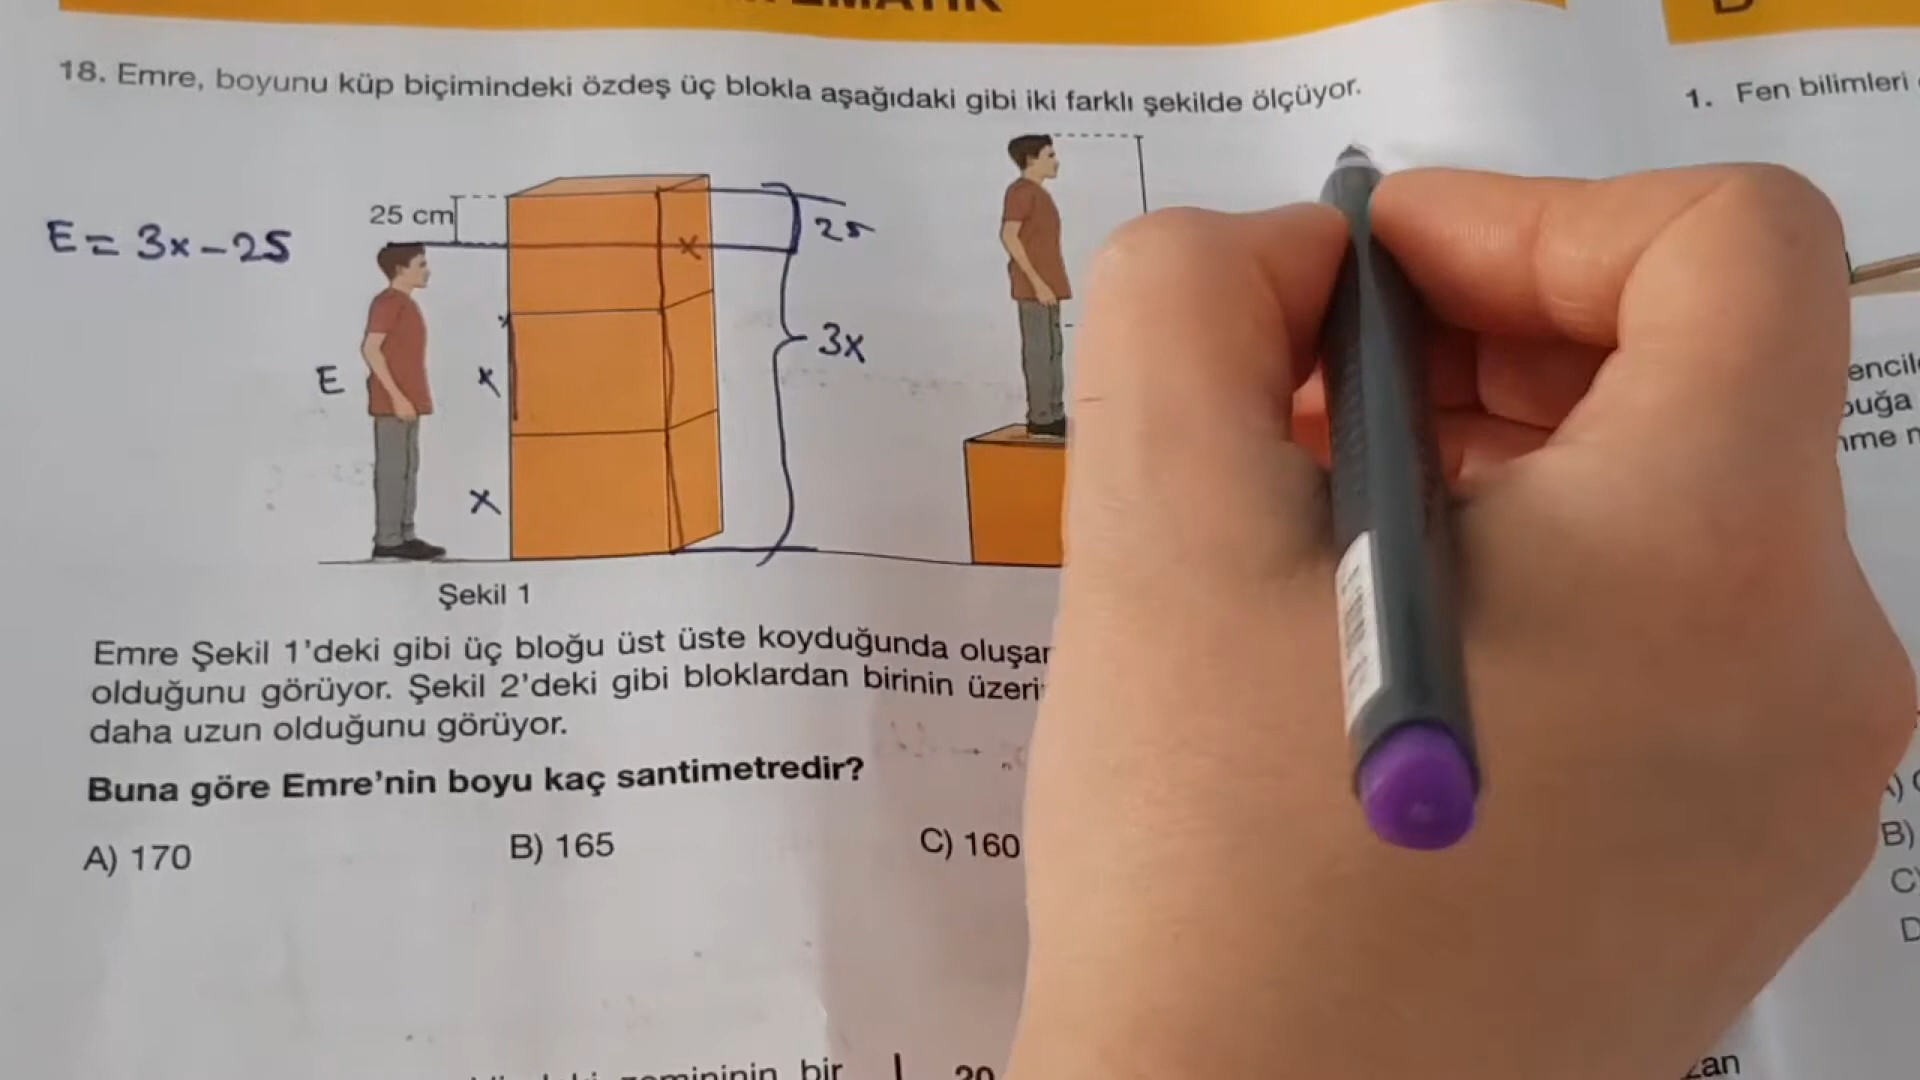 18. Emre, boyunu küp biçimindeki özdeş üç blokla aşağıdaki gibi iki farklı şekilde ölçüyor.
E = 3x - 25
25 cm
25
x
3x
E
x
x
Şekil 1
Emre Şekil 1'deki gibi üç bloğu üst üste koyduğunda
olduğunu görüyor. Şekil 2'deki gibi bloklardan birinin
daha uzun olduğunu görüyor.
Buna göre Emre'nin boyu kaç santimetredir?
A) 170
B) 165
C) 160
bir
20
1. Fen bilimleri
B)